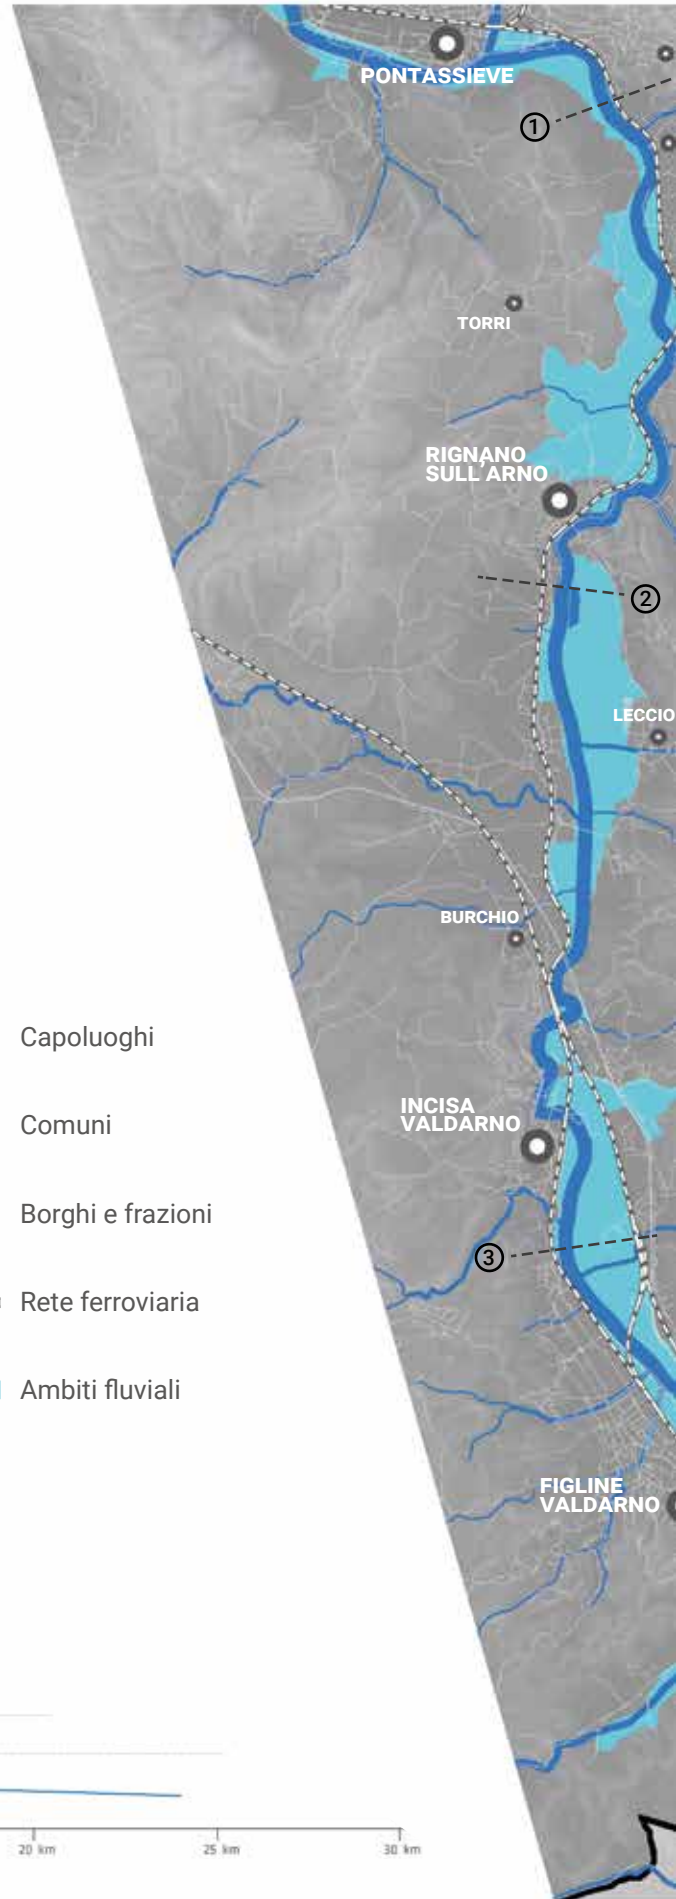 PONTASSIEVE
1
TORRI
RIGNANO
SULL'ARNO
2
LECCIO
BURCHIO
Capoluoghi
INCISA
VALDARNO
Comuni
Borghi e frazioni
3
Rete ferroviaria
Ambiti fluviali
FIGLINE
VALDARNO
20 km
25 km
30 km